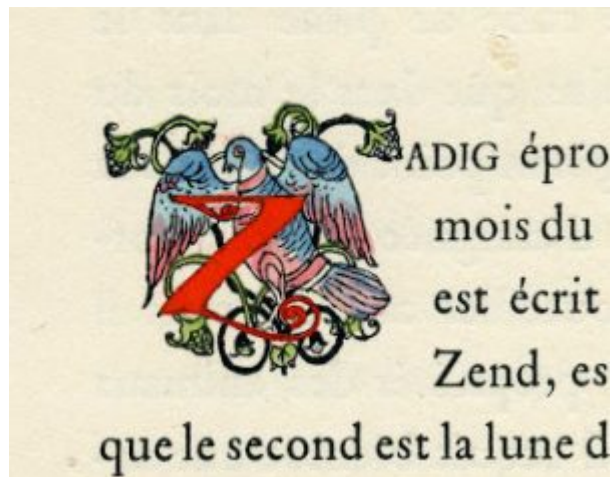 ZADIG épro
mois du
est écrit
Zend, es
que le second est la lune d